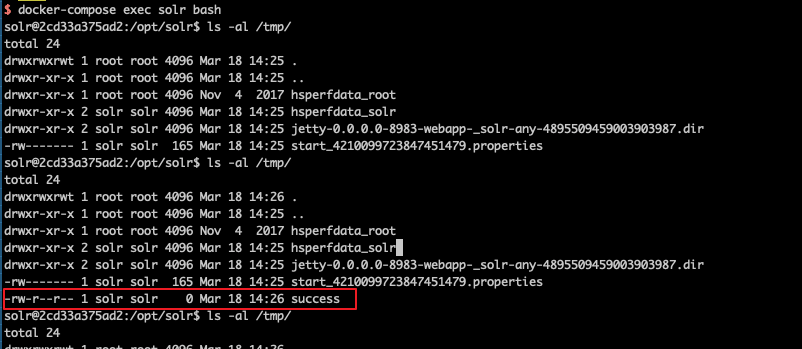 $ docker-compose exec solr bash
solr@2cd33a375ad2:/opt/solr$ ls -al /tmp/
total 24
drwxrwxrwt 1 root root 4096 Mar 18 14:25 .
drwxr-xr-x 1 root root 4096 Mar 18 14:25 ..
drwxr-xr-x 1 root root 4096 Nov  4  2017 hsperfdata_root
drwxr-xr-x 2 solr solr 4096 Mar 18 14:25 hsperfdata_solr
drwxr-xr-x 2 solr solr 4096 Mar 18 14:25 jetty-0.0.0.0-8983-webapp-_solr-any-4895509459003903987.dir
-rw------- 1 solr solr  165 Mar 18 14:25 start_4210099723847451479.properties
solr@2cd33a375ad2:/opt/solr$ ls -al /tmp/
total 24
drwxrwxrwt 1 root root 4096 Mar 18 14:26 .
drwxr-xr-x 1 root root 4096 Mar 18 14:25 ..
drwxr-xr-x 1 root root 4096 Nov  4  2017 hsperfdata_root
drwxr-xr-x 2 solr solr 4096 Mar 18 14:25 hsperfdata_solr
drwxr-xr-x 2 solr solr 4096 Mar 18 14:25 jetty-0.0.0.0-8983-webapp-_solr-any-4895509459003903987.dir
-rw------- 1 solr solr  165 Mar 18 14:25 start_4210099723847451479.properties
-rw-r--r-- 1 solr solr    0 Mar 18 14:26 success
solr@2cd33a375ad2:/opt/solr$ ls -al /tmp/
total 24